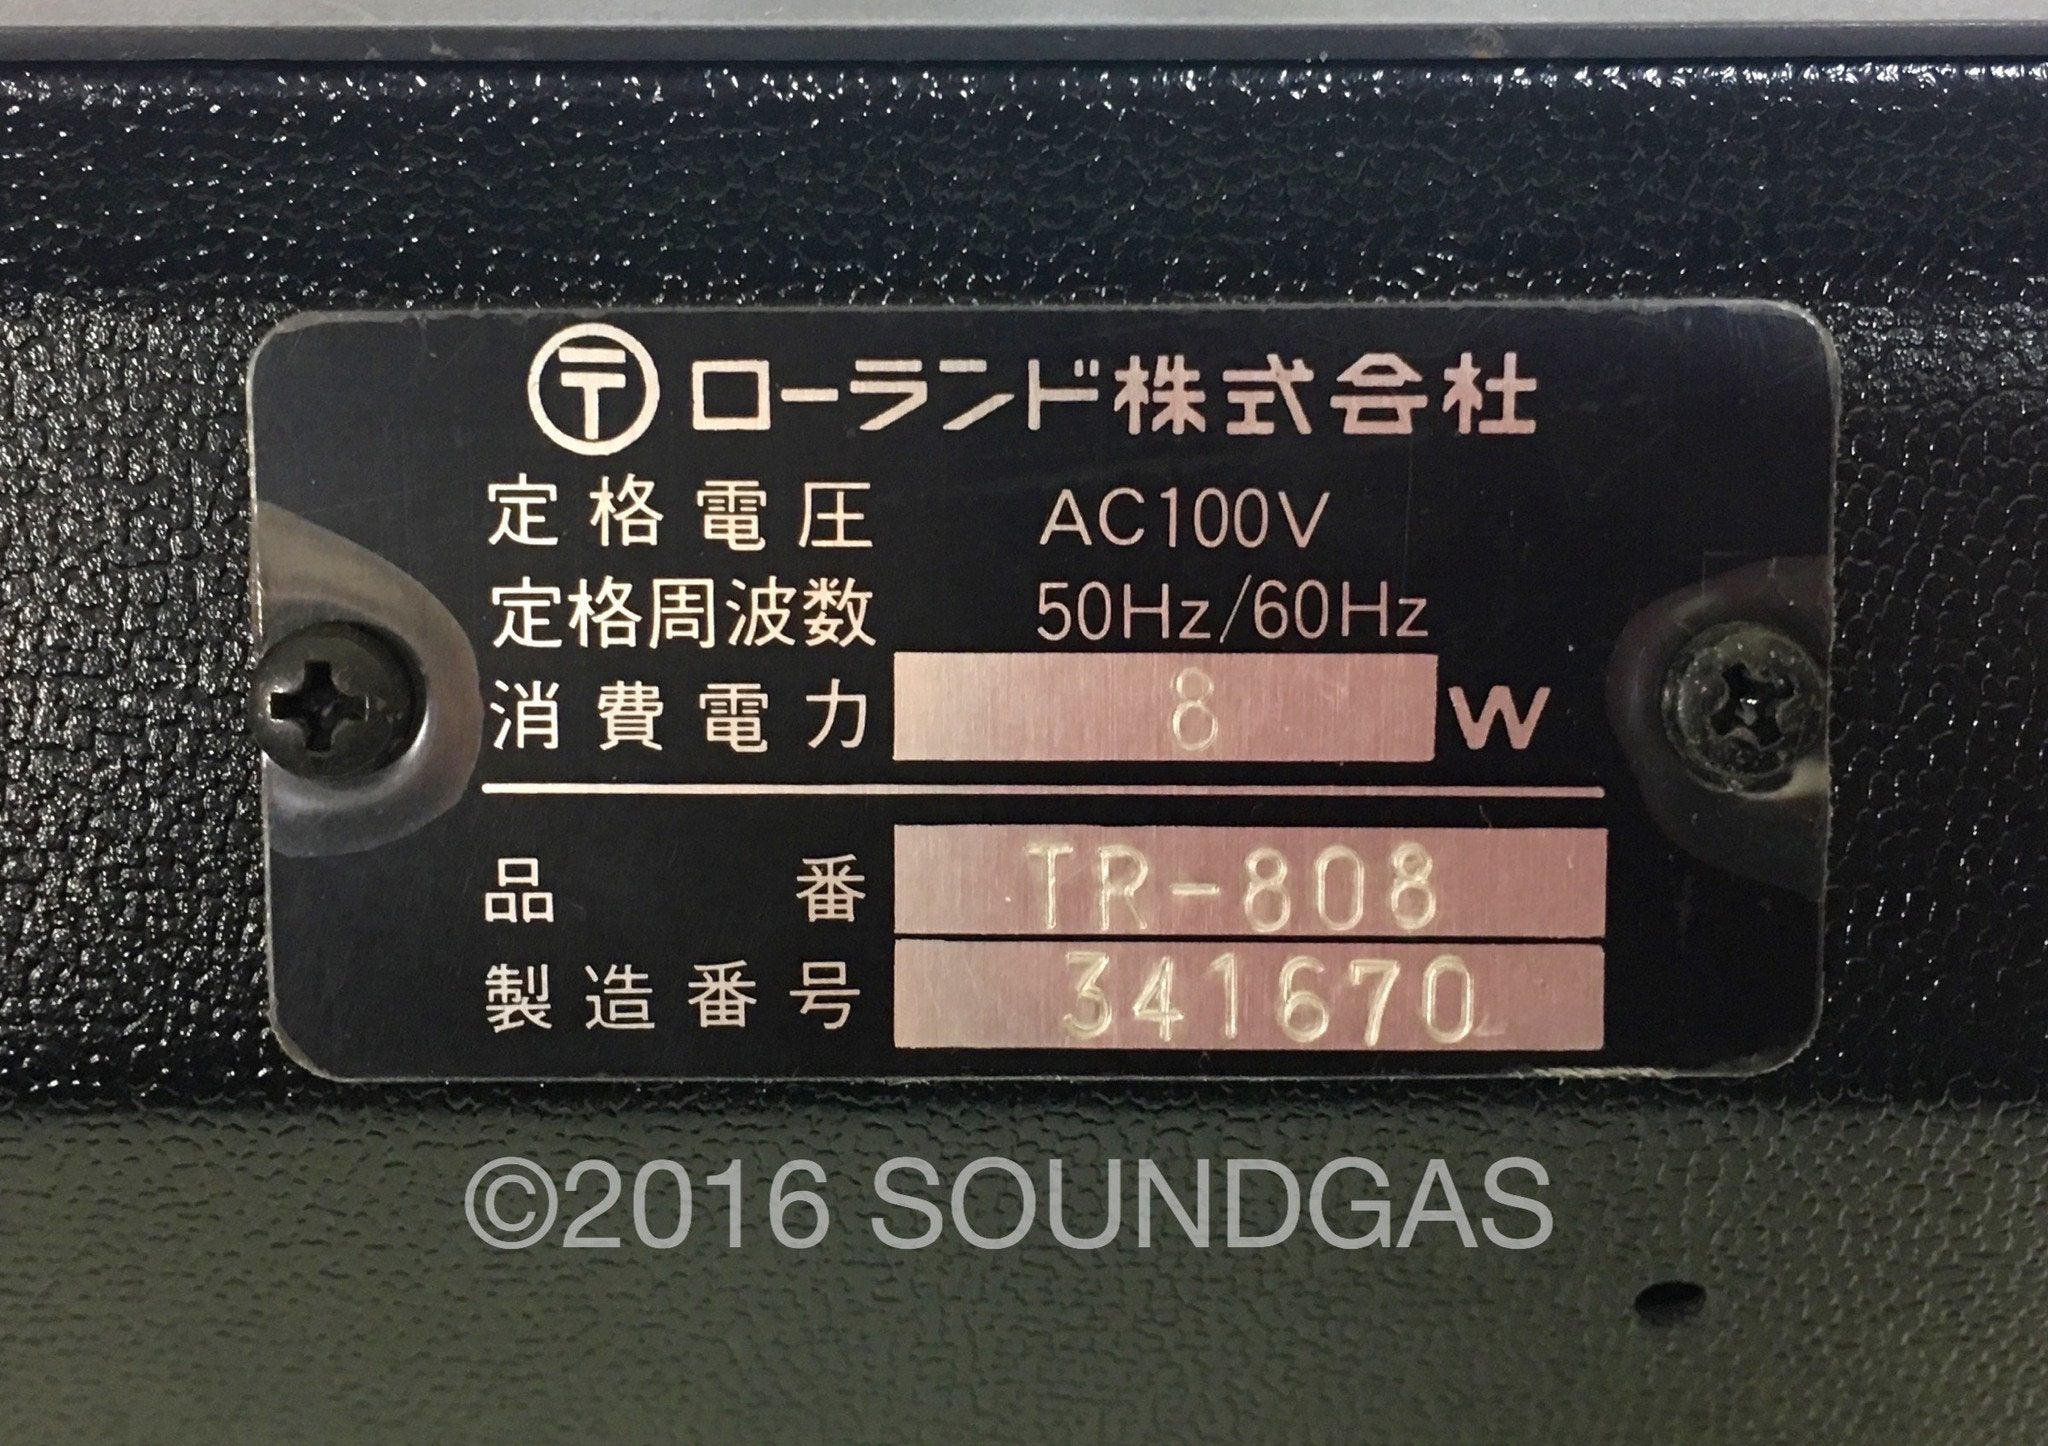 〒ローランド株式会社
定格電圧 AC100V
定格周波数 50Hz/60Hz
消費電力 8 W
品番 TR-808
製造番号 341670
©2016 SOUNDGAS